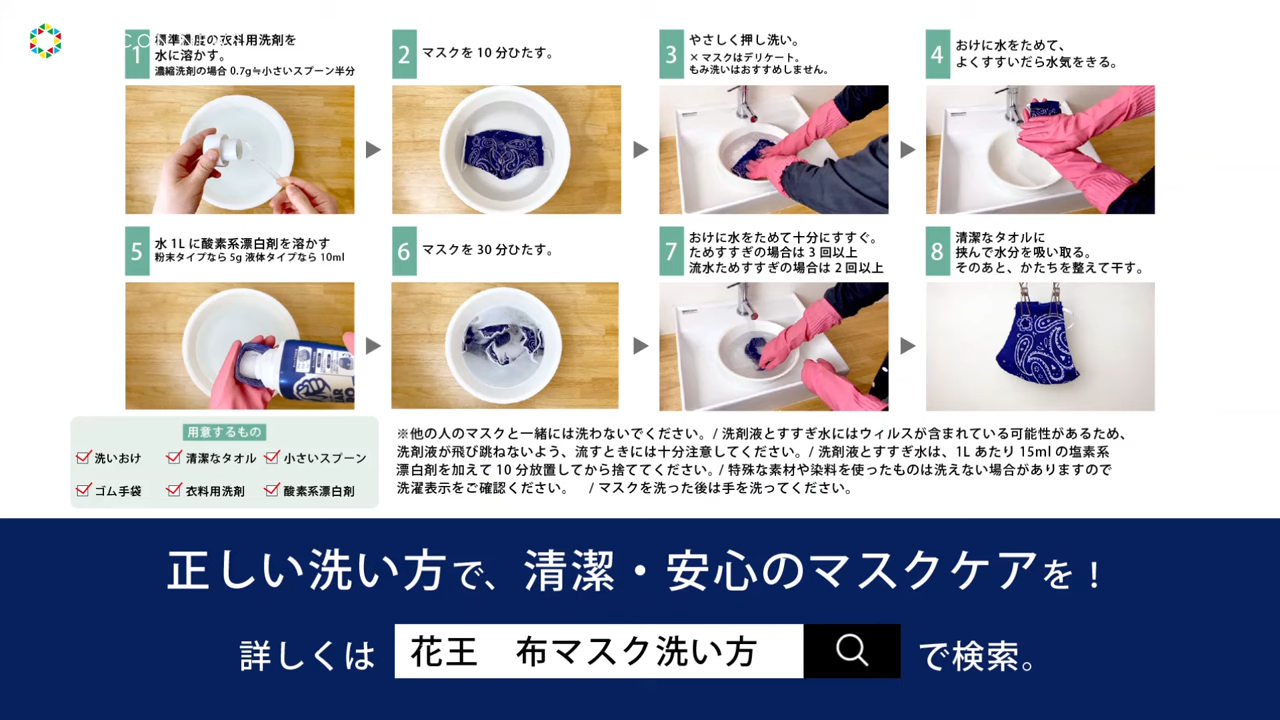 1
標準濃度の衣料用洗剤を
水に溶かす。
濃縮洗剤の場合 0.7g≒小さいスプーン半分
2
マスクを 10 分ひたす。
3
やさしく押し洗い。
× マスクはデリケート。
もみ洗いはおすすめしません。
4
おけに水をためて、
よくすすいだら水気をきる。
5
水 1L に酸素系漂白剤を溶かす
粉末タイプなら 5g 液体タイプなら 10ml
6
マスクを 30 分ひたす。
7
おけに水をためて十分にすすぐ。
ためすすぎの場合は 3 回以上
流水ためすすぎの場合は 2 回以上
8
清潔なタオルに
挟んで水分を吸い取る。
そのあと、かたちを整えて干す。
用意するもの
洗いおけ 清潔なタオル 小さいスプーン
ゴム手袋 衣料用洗剤 酸素系漂白剤
※他の人のマスクと一緒には洗わないでください。/ 洗剤液とすすぎ水にはウィルスが含まれている可能性があるため、
洗剤液が飛び跳ねないよう、流すときには十分注意してください。/ 洗剤液とすすぎ水は、1L あたり 15ml の塩素系
漂白剤を加えて 10 分放置してから捨ててください。/ 特殊な素材や染料を使ったものは洗えない場合がありますので
洗濯表示をご確認ください。 / マスクを洗った後は手を洗ってください。
正しい洗い方で、清潔・安心のマスクケアを！
詳しくは 花王 布マスク洗い方 で検索。